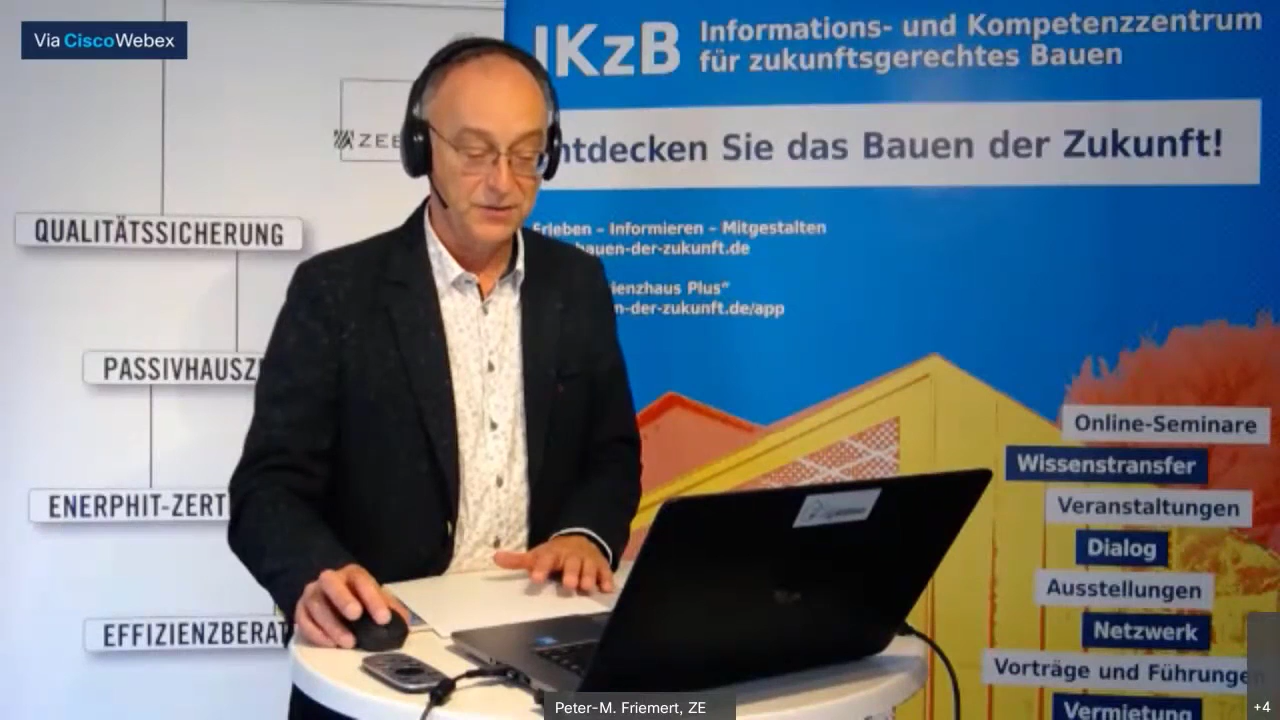 Via CiscoWebex
IKzB
Informations- und Kompetenzzentrum
für zukunftsgerechtes Bauen
ntdecken Sie das Bauen der Zukunft!
Erleben – Informieren – Mitgestalten
bauen-der-zukunft.de
ienzhaus Plus“
n-der-zukunft.de/app
ZEB
QUALITÄTSSICHERUNG
PASSIVHAUSZ
ENERPHIT-ZERT
EFFIZIENZBERAT
Online-Seminare
Wissenstransfer
Veranstaltungen
Dialog
Ausstellungen
Netzwerk
Vorträge und Führungen
Vermietung
Peter-M. Friemert, ZE
+4